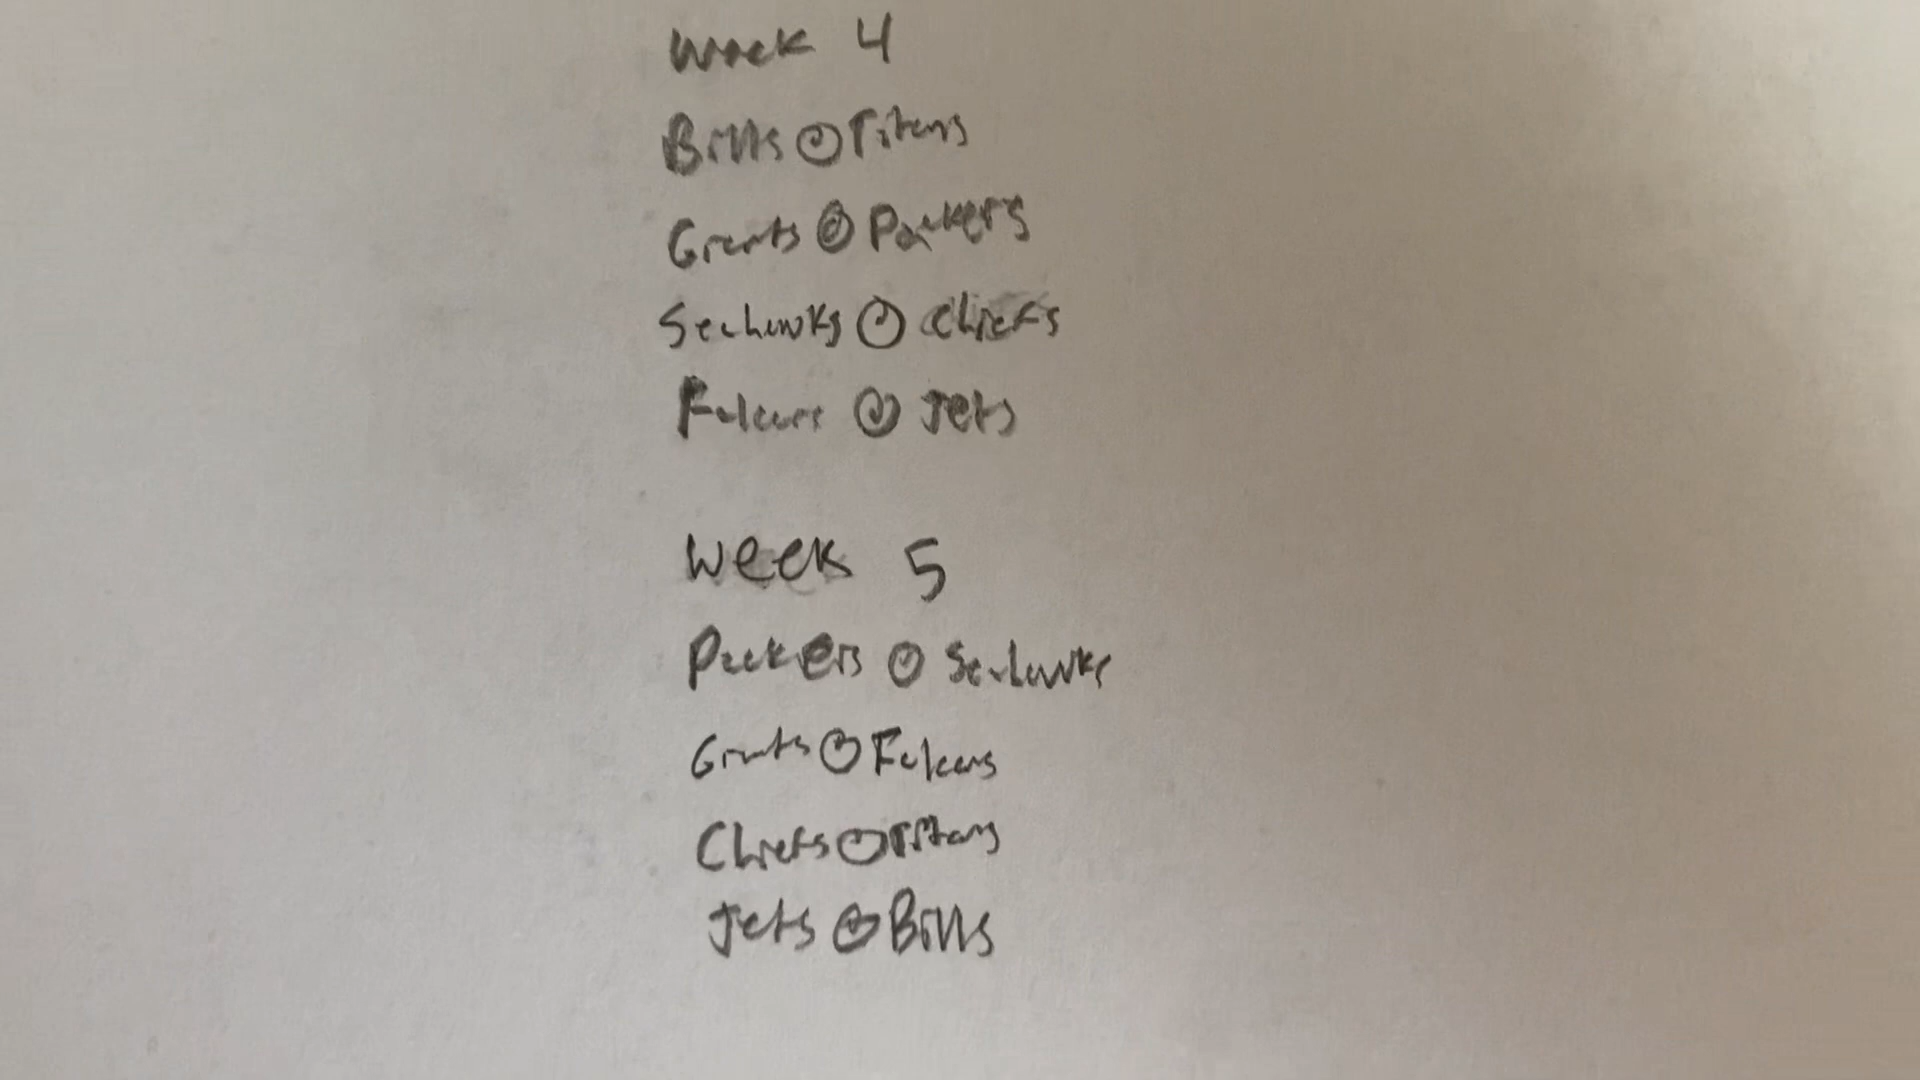 Week 4
Bills @ Titans
Giants @ Packers
Seahawks @ Chiefs
Falcons @ Jets
Week 5
Packers @ Seahawks
Giants @ Falcons
Chiefs @ Titans
Jets @ Bills